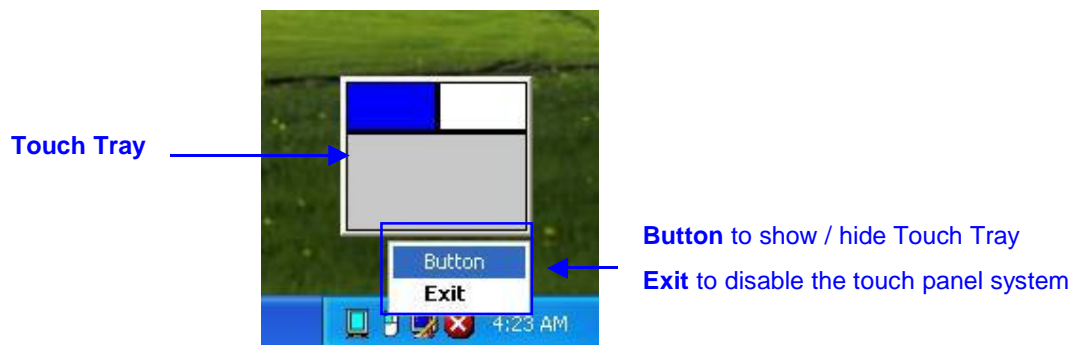 Touch Tray
Button to show / hide Touch Tray
Exit to disable the touch panel system
Button
Exit
4:23 AM